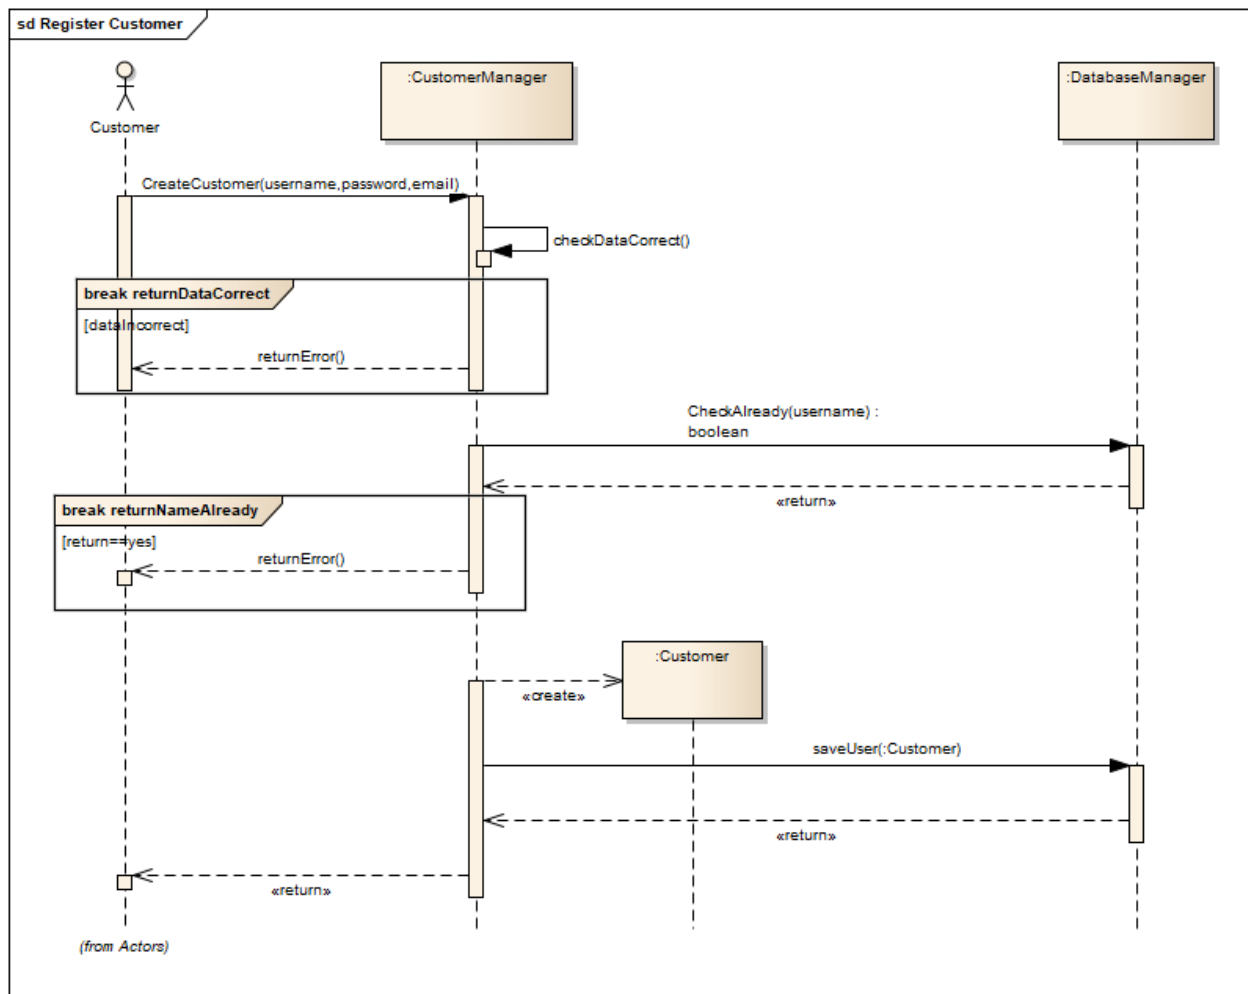 sd Register Customer
:CustomerManager
:DatabaseManager
Customer
CreateCustomer(username,password,email)
checkDataCorrect()
break returnDataCorrect
[dataIncorrect]
returnError()
CheckAlready(username) :
boolean
«return»
break returnNameAlready
[return==yes]
returnError()
:Customer
«create»
saveUser(:Customer)
«return»
«return»
(from Actors)